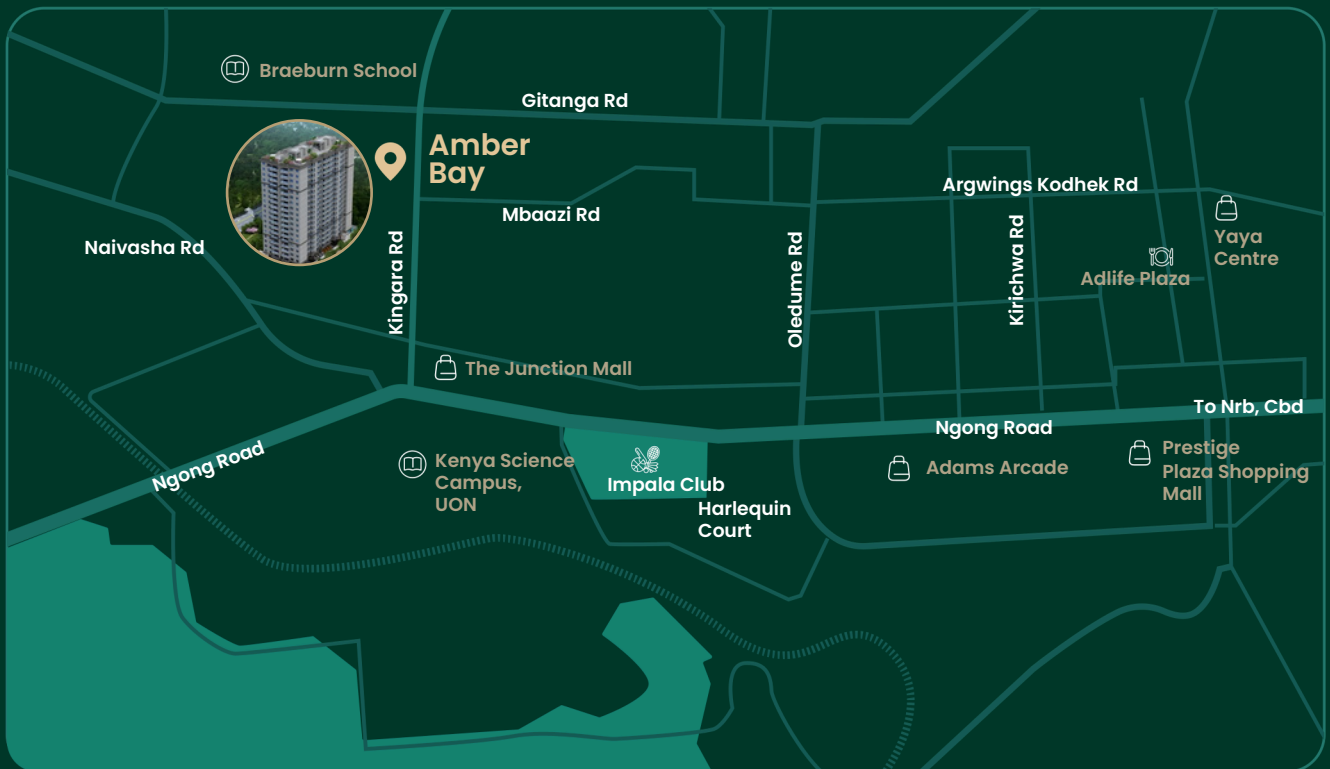 Braeburn School
Gitanga Rd
Amber
Bay
Argwings Kodhek Rd
Mbaazi Rd
Naivasha Rd
Kingara Rd
Oledume Rd
Kirichwa Rd
Yaya
Centre
Adlife Plaza
The Junction Mall
To Nrb, Cbd
Ngong Road
Ngong Road
Kenya Science
Campus,
UON
Impala Club
Harlequin
Court
Adams Arcade
Prestige
Plaza Shopping
Mall